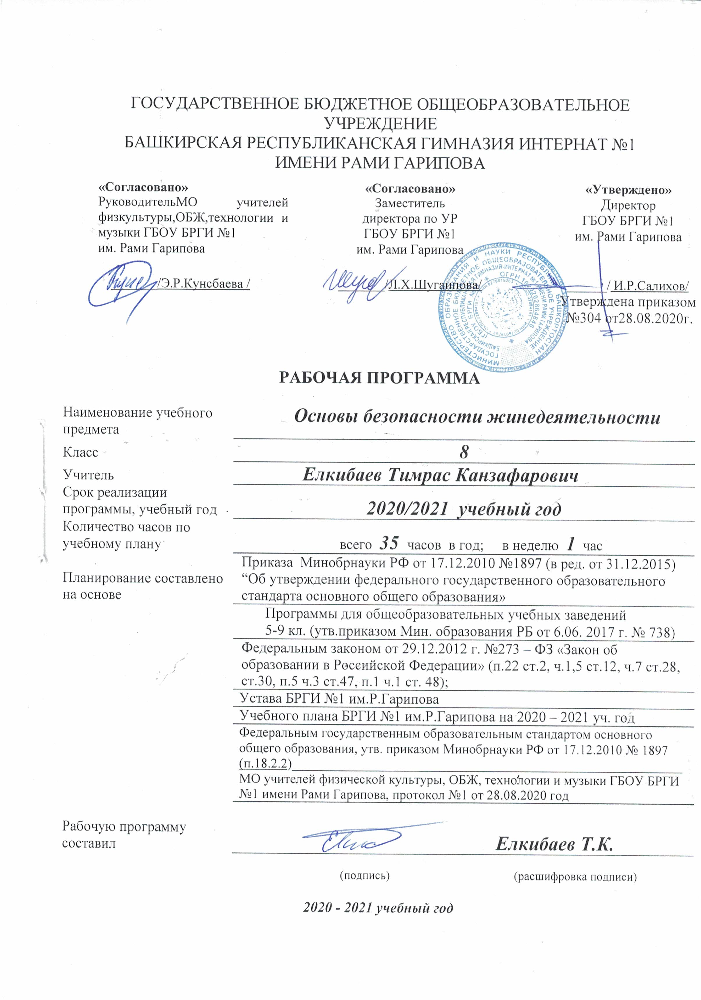 ГОСУДАРСТВЕННОЕ БЮДЖЕТНОЕ ОБЩЕОБРАЗОВАТЕЛЬНОЕ
УЧРЕЖДЕНИЕ
БАШКИРСКАЯ РЕСПУБЛИКАНСКАЯ ГИМНАЗИЯ ИНТЕРНАТ №1
ИМЕНИ РАМИ ГАРИПОВА
«Согласовано»
РуководительМО учителей
физкультуры,ОБЖ,технологии и
музыки ГБОУ БРГИ №1
им. Рами Гарипова
/Э.Р.Кунсбаева /
«Согласовано»
Заместитель
директора по УР
ГБОУ БРГИ №1
им. Рами Гарипова
/Л.Х.Шугаипова/
«Утверждено»
Директор
ГБОУ БРГИ №1
им. Рами Гарипова
/ И.Р.Салихов/
Утверждена приказом
№304 от28.08.2020г.
РАБОЧАЯ ПРОГРАММА
Наименование учебного
предмета
Основы безопасности жинедеятельности
Класс
8
Учитель
Елкибаев Тимрас Канзафарович
Срок реализации
программы, учебный год
2020/2021 учебный год
Количество часов по
учебному плану
всего 35 часов в год; в неделю 1 час
Планирование составлено
на основе
Приказа Минобрнауки РФ от 17.12.2010 №1897 (в ред. от 31.12.2015)
“Об утверждении федерального государственного образовательного
стандарта основного общего образования»
Программы для общеобразовательных учебных заведений
5-9 кл. (утв.приказом Мин. образования РБ от 6.06. 2017 г. № 738)
Федеральным законом от 29.12.2012 г. №273 – ФЗ «Закон об
образовании в Российской Федерации» (п.22 ст.2, ч.1,5 ст.12, ч.7 ст.28,
ст.30, п.5 ч.3 ст.47, п.1 ч.1 ст. 48);
Устава БРГИ №1 им.Р.Гарипова
Учебного плана БРГИ №1 им.Р.Гарипова на 2020 – 2021 уч. год
Федеральным государственным образовательным стандартом основного
общего образования, утв. приказом Минобрнауки РФ от 17.12.2010 № 1897
(п.18.2.2)
МО учителей физической культуры, ОБЖ, технологии и музыки ГБОУ БРГИ
№1 имени Рами Гарипова, протокол №1 от 28.08.2020 год
Рабочую программу
составил
Елкибаев Т.К.
(подпись)
(расшифровка подписи)
2020 - 2021 учебный год